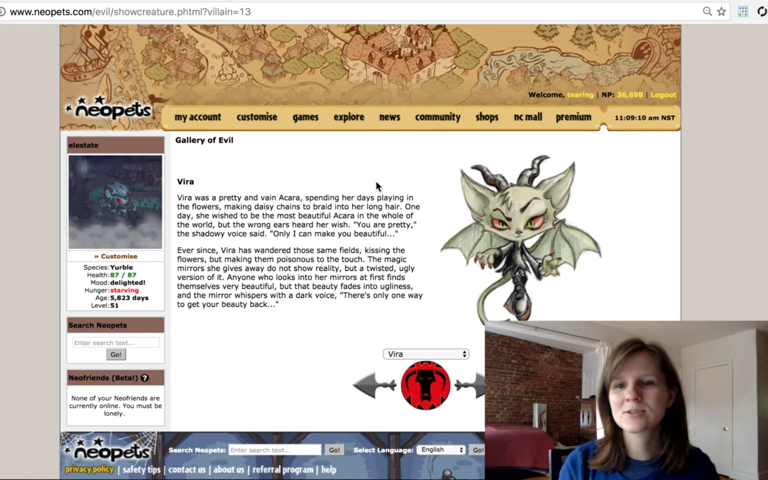 www.neopets.com/evil/showcreature.phtml?villain=13
Welcome, tearing | NP: 36,698 | Logout
neopets
my account customise games explore news community shops nc mall premium 11:09:10 am NST
elestate
Gallery of Evil
Vira
Vira was a pretty and vain Acara, spending her days playing in
the flowers, making daisy chains to braid into her long hair. One
day, she wished to be the most beautiful Acara in the whole of
the world, but the wrong ears heard her wish. "You are pretty,"
the shadowy voice said. "Only I can make you beautiful..."
Ever since, Vira has wandered those same fields, kissing the
flowers, but making them poisonous to the touch. The magic
mirrors she gives away do not show reality, but a twisted, ugly
version of it. Anyone who looks into her mirrors at first finds
themselves very beautiful, but that beauty fades into ugliness,
and the mirror whispers with a dark voice, "There's only one way
to get your beauty back..."
» Customise
Species: Yurble
Health: 87 / 87
Mood: delighted!
Hunger: starving
Age: 5,823 days
Level: 51
Search Neopets
Enter search text...
Go!
Neofriends (Beta!) ?
None of your Neofriends
are currently online. You must be
lonely.
Vira
neopets
Search Neopets: Enter search text... Go! Select Language: English Go!
privacy policy | safety tips | contact us | about us | referral program | help